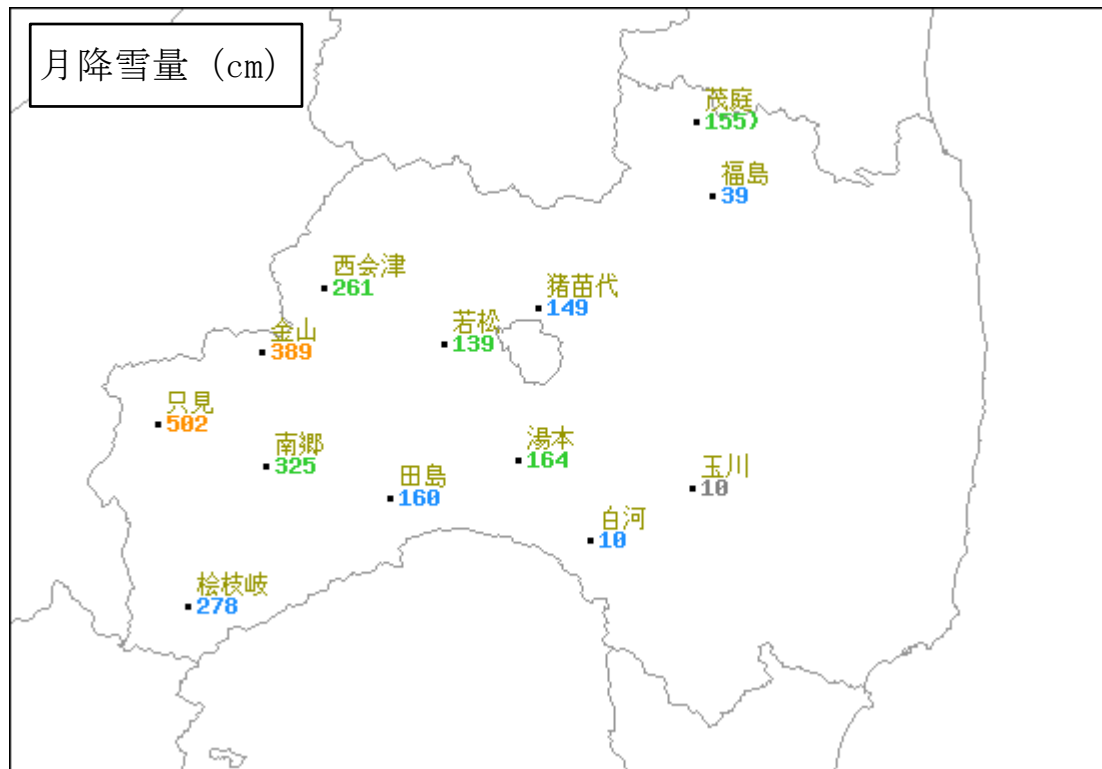 月降雪量 (cm)
茂庭
155)
福島
39
西会津
261
猪苗代
149
若松
139
金山
389
只見
502
南郷
325
湯本
164
田島
160
玉川
10
白河
10
桧枝岐
278